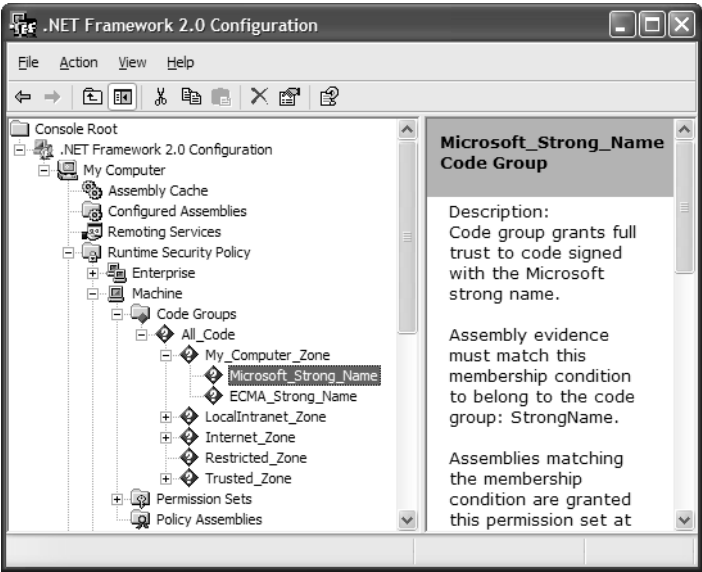 .NET Framework 2.0 Configuration
File Action View Help
Console Root
.NET Framework 2.0 Configuration
My Computer
Assembly Cache
Configured Assemblies
Remoting Services
Runtime Security Policy
Enterprise
Machine
Code Groups
All_Code
My_Computer_Zone
Microsoft_Strong_Name
ECMA_Strong_Name
LocalIntranet_Zone
Internet_Zone
Restricted_Zone
Trusted_Zone
Permission Sets
Policy Assemblies
Microsoft_Strong_Name
Code Group
Description:
Code group grants full
trust to code signed
with the Microsoft
strong name.
Assembly evidence
must match this
membership condition
to belong to the code
group: StrongName.
Assemblies matching
the membership
condition are granted
this permission set at